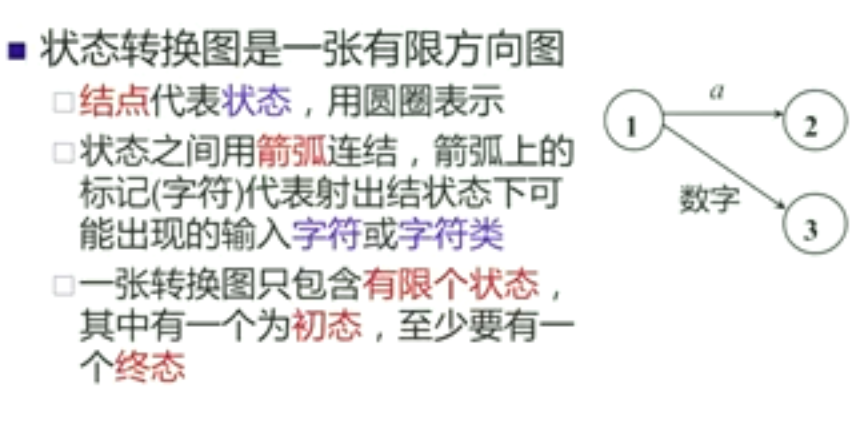 状态转换图是一张有限方向图
结点代表状态，用圆圈表示
状态之间用箭弧连结，箭弧上的
标记(字符)代表射出结状态下可
能出现的输入字符或字符类
一张转换图只包含有限个状态，
其中有一个为初态，至少要有一
个终态
a
1
2
数字
3